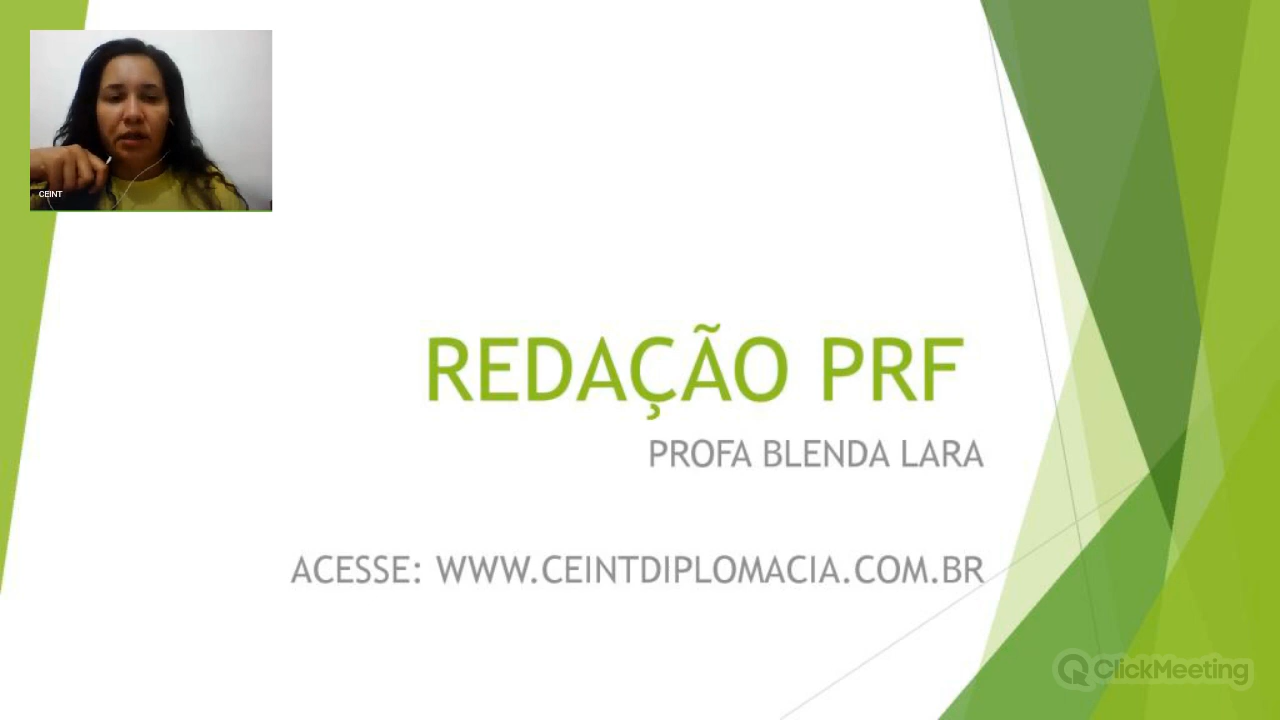 CEINT
REDAÇÃO PRF
PROFA BLENDA LARA
ACESSE: WWW.CEINTDIPLOMACIA.COM.BR
ClickMeeting